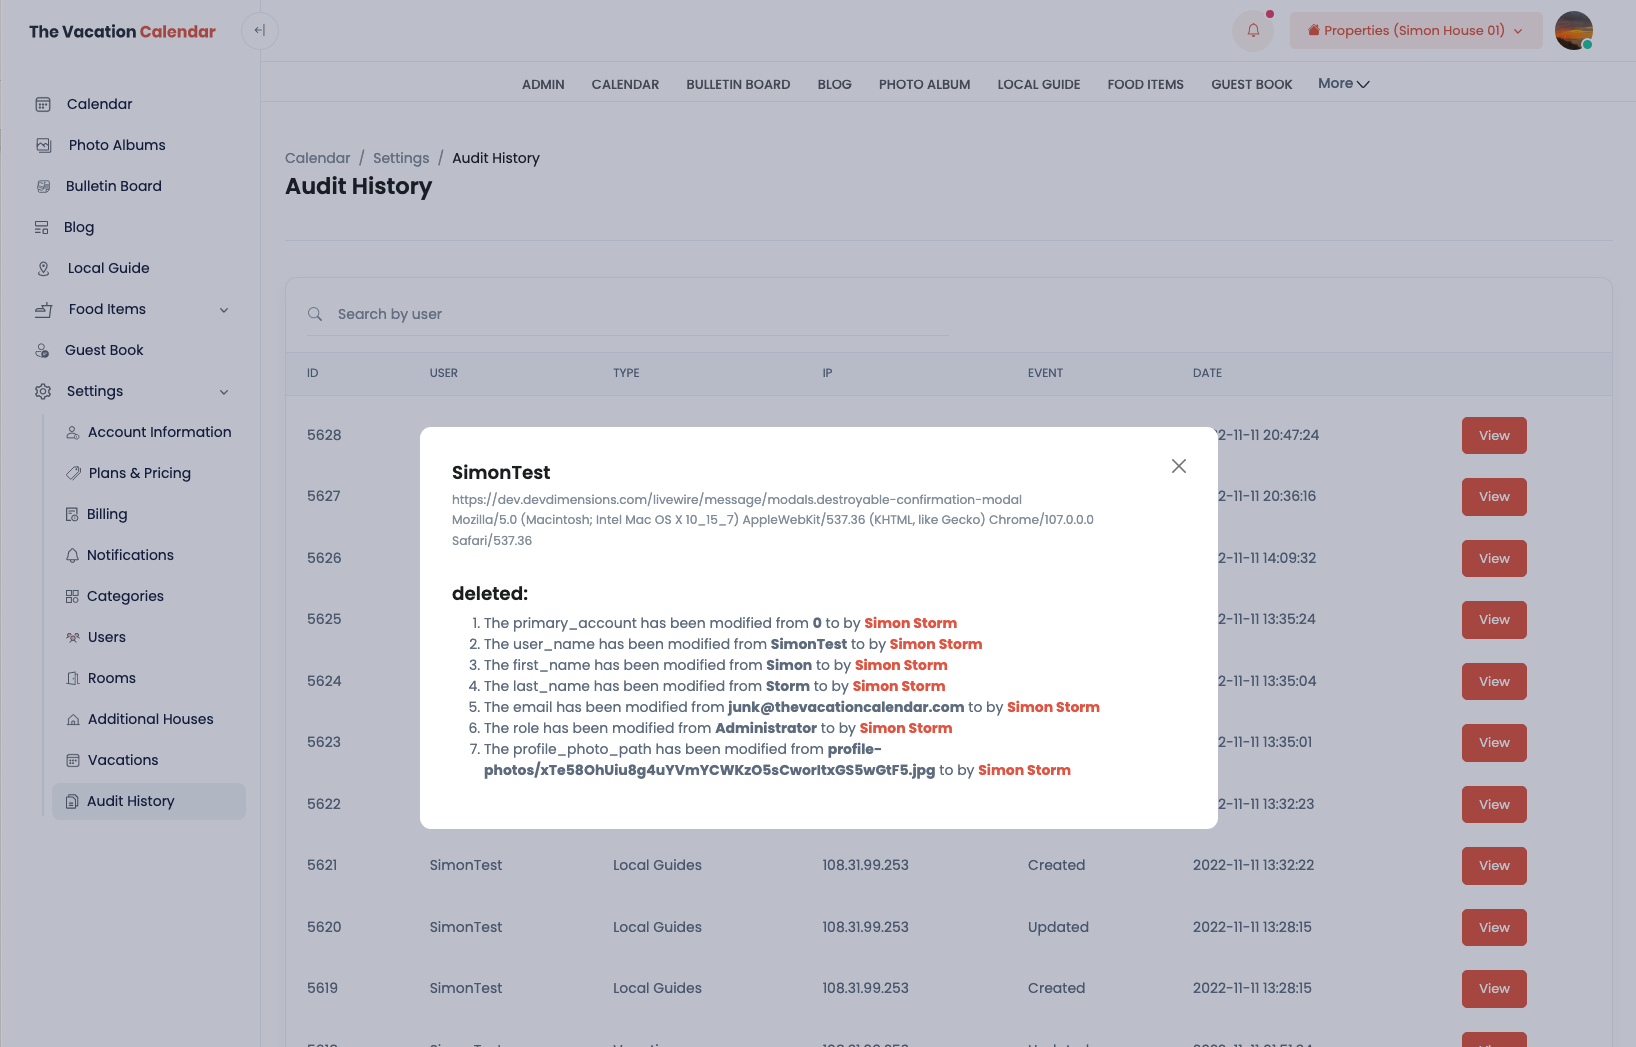 The Vacation Calendar
Properties (Simon House 01)
ADMIN CALENDAR BULLETIN BOARD BLOG PHOTO ALBUM LOCAL GUIDE FOOD ITEMS GUEST BOOK More
Calendar
Photo Albums
Bulletin Board
Blog
Local Guide
Food Items
Guest Book
Settings
Account Information
Plans & Pricing
Billing
Notifications
Categories
Users
Rooms
Additional Houses
Vacations
Audit History
Calendar / Settings / Audit History
Audit History
Search by user
ID USER TYPE IP EVENT DATE
5628 2-11-11 20:47:24 View
5627 2-11-11 20:36:16 View
5626 2-11-11 14:09:32 View
5625 2-11-11 13:35:24 View
5624 2-11-11 13:35:04 View
5623 2-11-11 13:35:01 View
5622 2-11-11 13:32:23 View
5621 SimonTest Local Guides 108.31.99.253 Created 2022-11-11 13:32:22 View
5620 SimonTest Local Guides 108.31.99.253 Updated 2022-11-11 13:28:15 View
5619 SimonTest Local Guides 108.31.99.253 Created 2022-11-11 13:28:15 View
SimonTest
https://dev.devdimensions.com/livewire/message/modals.destroyable-confirmation-modal
Mozilla/5.0 (Macintosh; Intel Mac OS X 10_15_7) AppleWebKit/537.36 (KHTML, like Gecko) Chrome/107.0.0.0
Safari/537.36
deleted:
1. The primary_account has been modified from 0 to by Simon Storm
2. The user_name has been modified from SimonTest to by Simon Storm
3. The first_name has been modified from Simon to by Simon Storm
4. The last_name has been modified from Storm to by Simon Storm
5. The email has been modified from junk@thevacationcalendar.com to by Simon Storm
6. The role has been modified from Administrator to by Simon Storm
7. The profile_photo_path has been modified from profile-
photos/xTe58OhUiu8g4uYVmYCWKzO5sCworItxGS5wGtF5.jpg to by Simon Storm